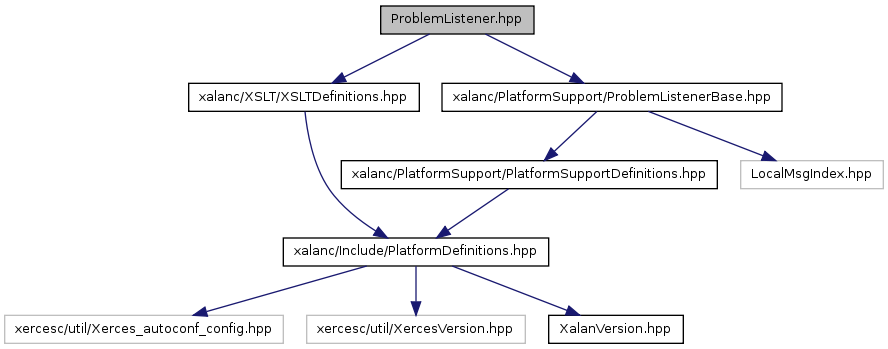 ProblemListener.hpp
xalanc/XSLT/XSLTDefinitions.hpp
xalanc/PlatformSupport/ProblemListenerBase.hpp
xalanc/PlatformSupport/PlatformSupportDefinitions.hpp
LocalMsgIndex.hpp
xalanc/Include/PlatformDefinitions.hpp
xercesc/util/Xerces_autoconf_config.hpp
xercesc/util/XercesVersion.hpp
XalanVersion.hpp